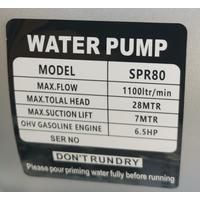 WATER PUMP
MODEL SPR80
MAX.FLOW 1100ltr/min
MAX.TOLAL HEAD 28MTR
MAX.SUCTION LIFT 7MTR
OHV GASOLINE ENGINE 6.5HP
SER NO
DON'T RUNDRY
Please pour priming water fully before running